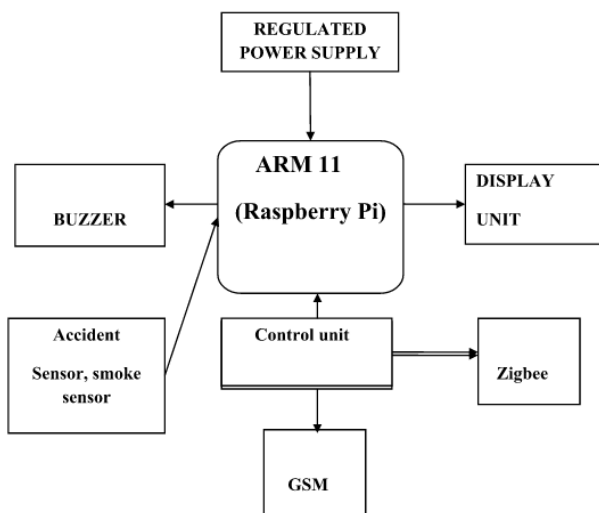 REGULATED
POWER SUPPLY
ARM 11
(Raspberry Pi)
BUZZER
DISPLAY
UNIT
Accident
Sensor, smoke
sensor
Control unit
Zigbee
GSM